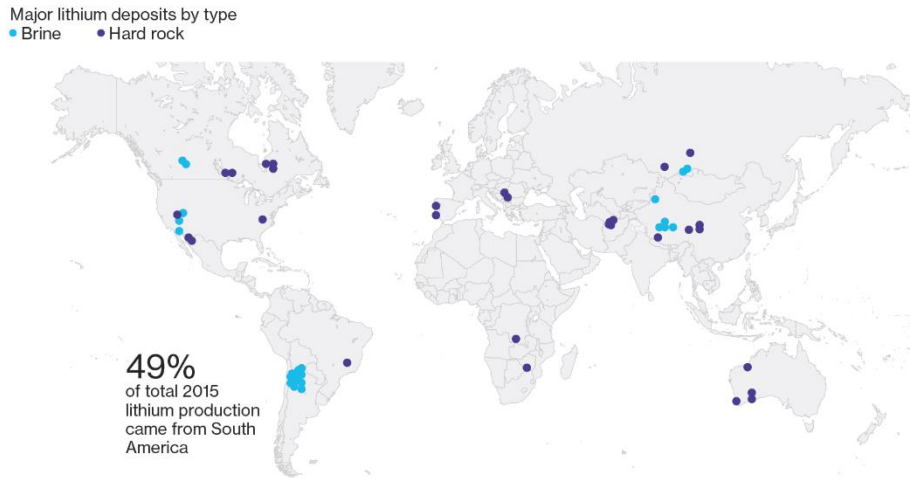 Major lithium deposits by type
Brine Hard rock
49%
of total 2015
lithium production
came from South
America